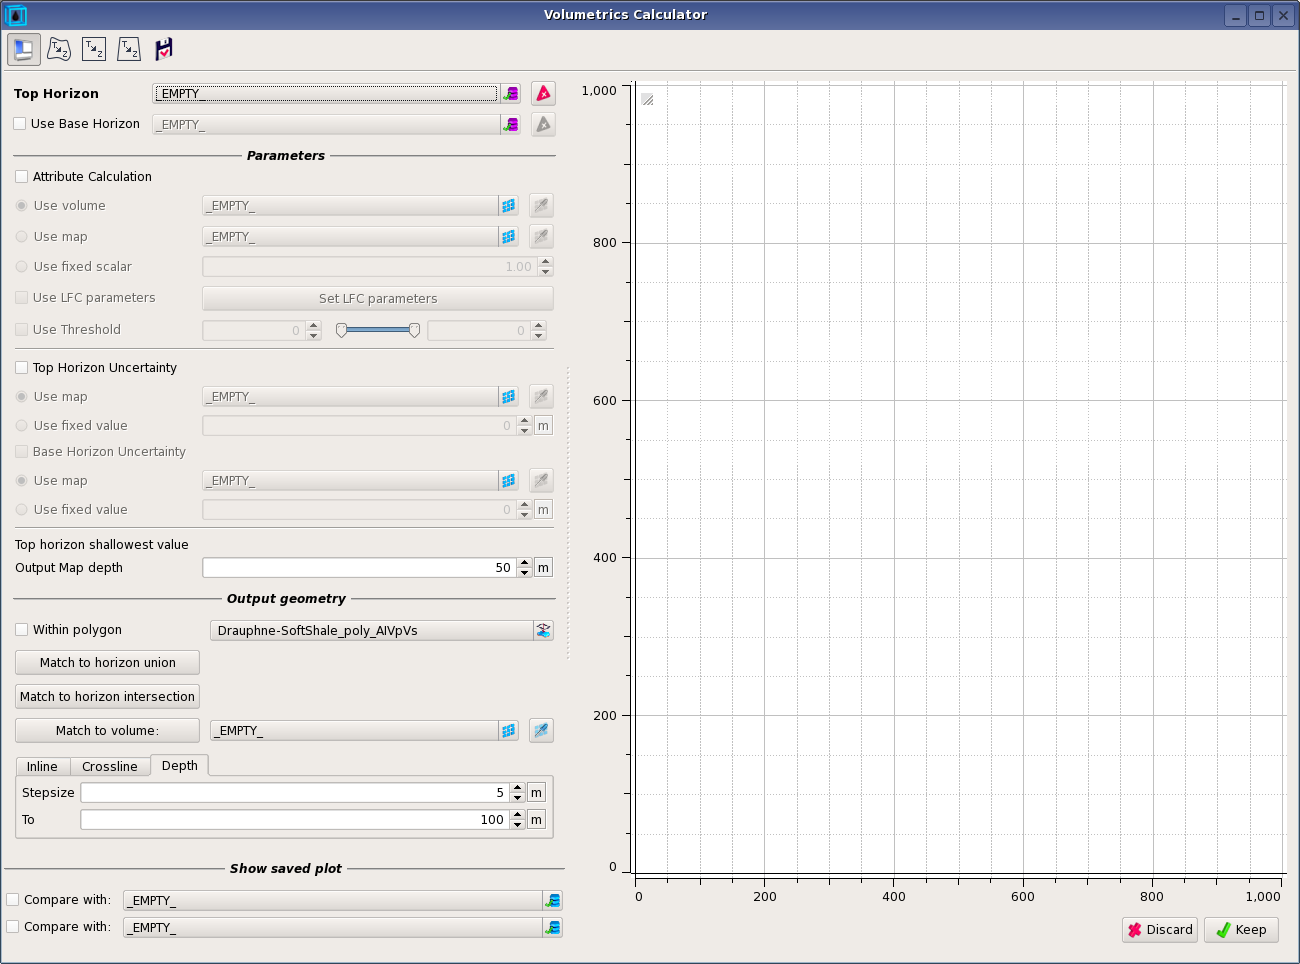 Volumetrics Calculator
Top Horizon _EMPTY_
Use Base Horizon _EMPTY_
Parameters
Attribute Calculation
Use volume _EMPTY_
Use map _EMPTY_
Use fixed scalar 1.00
Use LFC parameters Set LFC parameters
Use Threshold 0 0
Top Horizon Uncertainty
Use map _EMPTY_
Use fixed value 0 m
Base Horizon Uncertainty
Use map _EMPTY_
Use fixed value 0 m
Top horizon shallowest value
Output Map depth 50 m
Output geometry
Within polygon Drauphne-SoftShale_poly_AIVpVs
Match to horizon union
Match to horizon intersection
Match to volume: _EMPTY_
Inline Crossline Depth
Stepsize 5 m
To 100 m
Show saved plot
Compare with: _EMPTY_
Compare with: _EMPTY_
1,000
800
600
400
200
0
0 200 400 600 800 1,000
Discard Keep